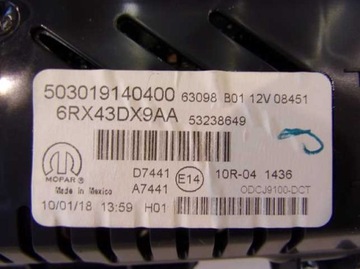 503019140400 63098 B01 12V 08451
6RX43DX9AA 53238649
MOPAR
Made in Mexico
D7441
A7441
E14
10R-04 1436
ODCJ9100-DCT
10/01/18 13:59 H01